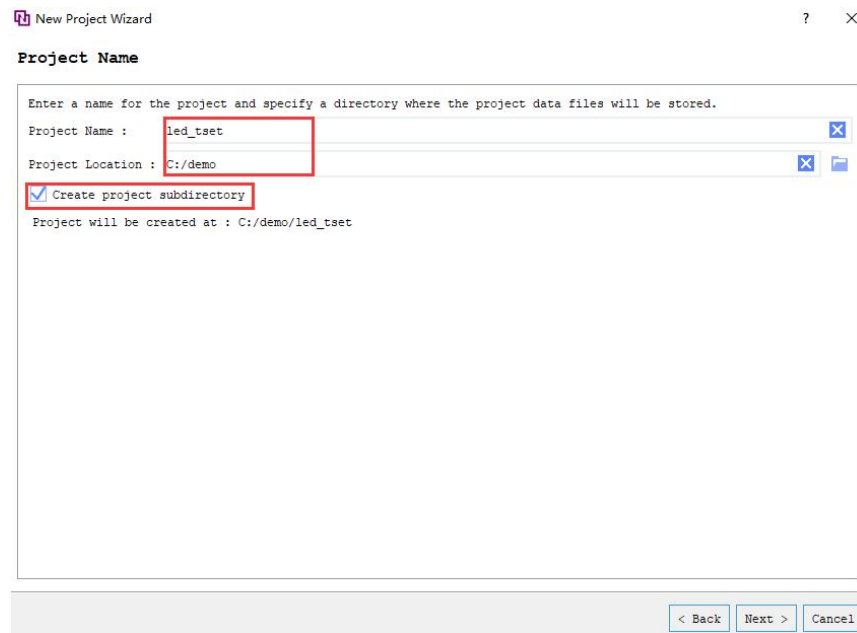 New Project Wizard ? ×
Project Name
Enter a name for the project and specify a directory where the project data files will be stored.
Project Name : led_tset
Project Location : C:/demo
Create project subdirectory
Project will be created at : C:/demo/led_tset
< Back Next > Cancel